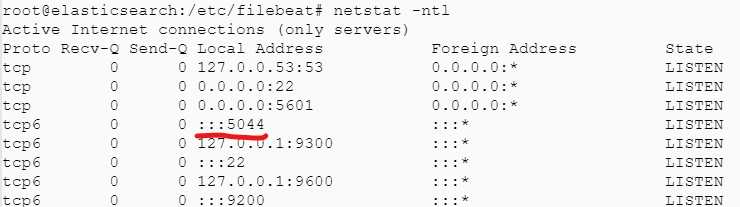 root@elasticsearch:/etc/filebeat# netstat -ntl
Active Internet connections (only servers)
Proto Recv-Q Send-Q Local Address           Foreign Address         State
tcp        0      0 127.0.0.53:53           0.0.0.0:*               LISTEN
tcp        0      0 0.0.0.0:22              0.0.0.0:*               LISTEN
tcp        0      0 0.0.0.0:5601            0.0.0.0:*               LISTEN
tcp6       0      0 :::5044                 :::*                    LISTEN
tcp6       0      0 127.0.0.1:9300          :::*                    LISTEN
tcp6       0      0 :::22                   :::*                    LISTEN
tcp6       0      0 127.0.0.1:9600          :::*                    LISTEN
tcp6       0      0 :::9200                 :::*                    LISTEN